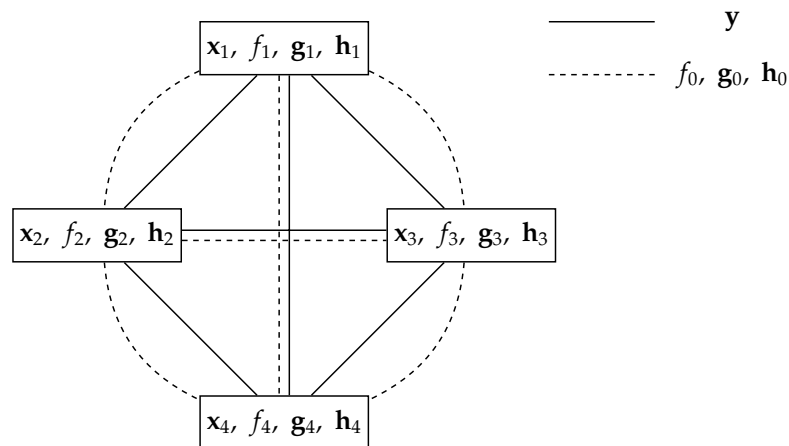 𝐱₁, f₁, 𝐠₁, 𝐡₁
𝐲
f₀, 𝐠₀, 𝐡₀
𝐱₂, f₂, 𝐠₂, 𝐡₂
𝐱₃, f₃, 𝐠₃, 𝐡₃
𝐱₄, f₄, 𝐠₄, 𝐡₄